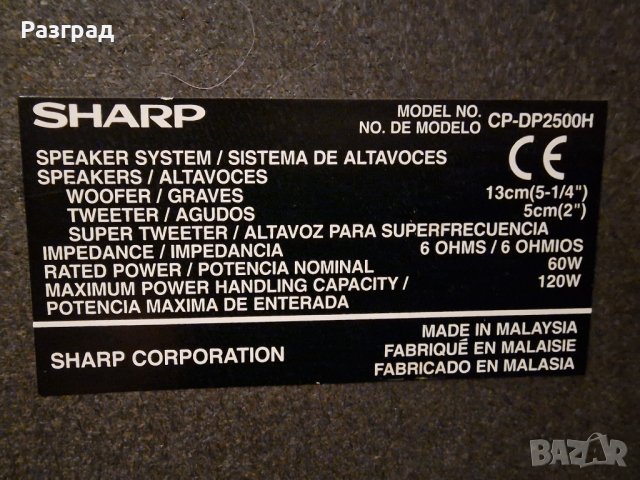 Разград
SHARP
MODEL NO.
NO. DE MODELO CP-DP2500H
SPEAKER SYSTEM / SISTEMA DE ALTAVOCES
CE
SPEAKERS / ALTAVOCES
WOOFER / GRAVES 13cm(5-1/4")
TWEETER / AGUDOS 5cm(2")
SUPER TWEETER / ALTAVOZ PARA SUPERFRECUENCIA
IMPEDANCE / IMPEDANCIA 6 OHMS / 6 OHMIOS
RATED POWER / POTENCIA NOMINAL 60W
MAXIMUM POWER HANDLING CAPACITY / 120W
POTENCIA MAXIMA DE ENTERADA
SHARP CORPORATION
MADE IN MALAYSIA
FABRIQUÉ EN MALAISIE
FABRICADO EN MALASIA
BAZAR